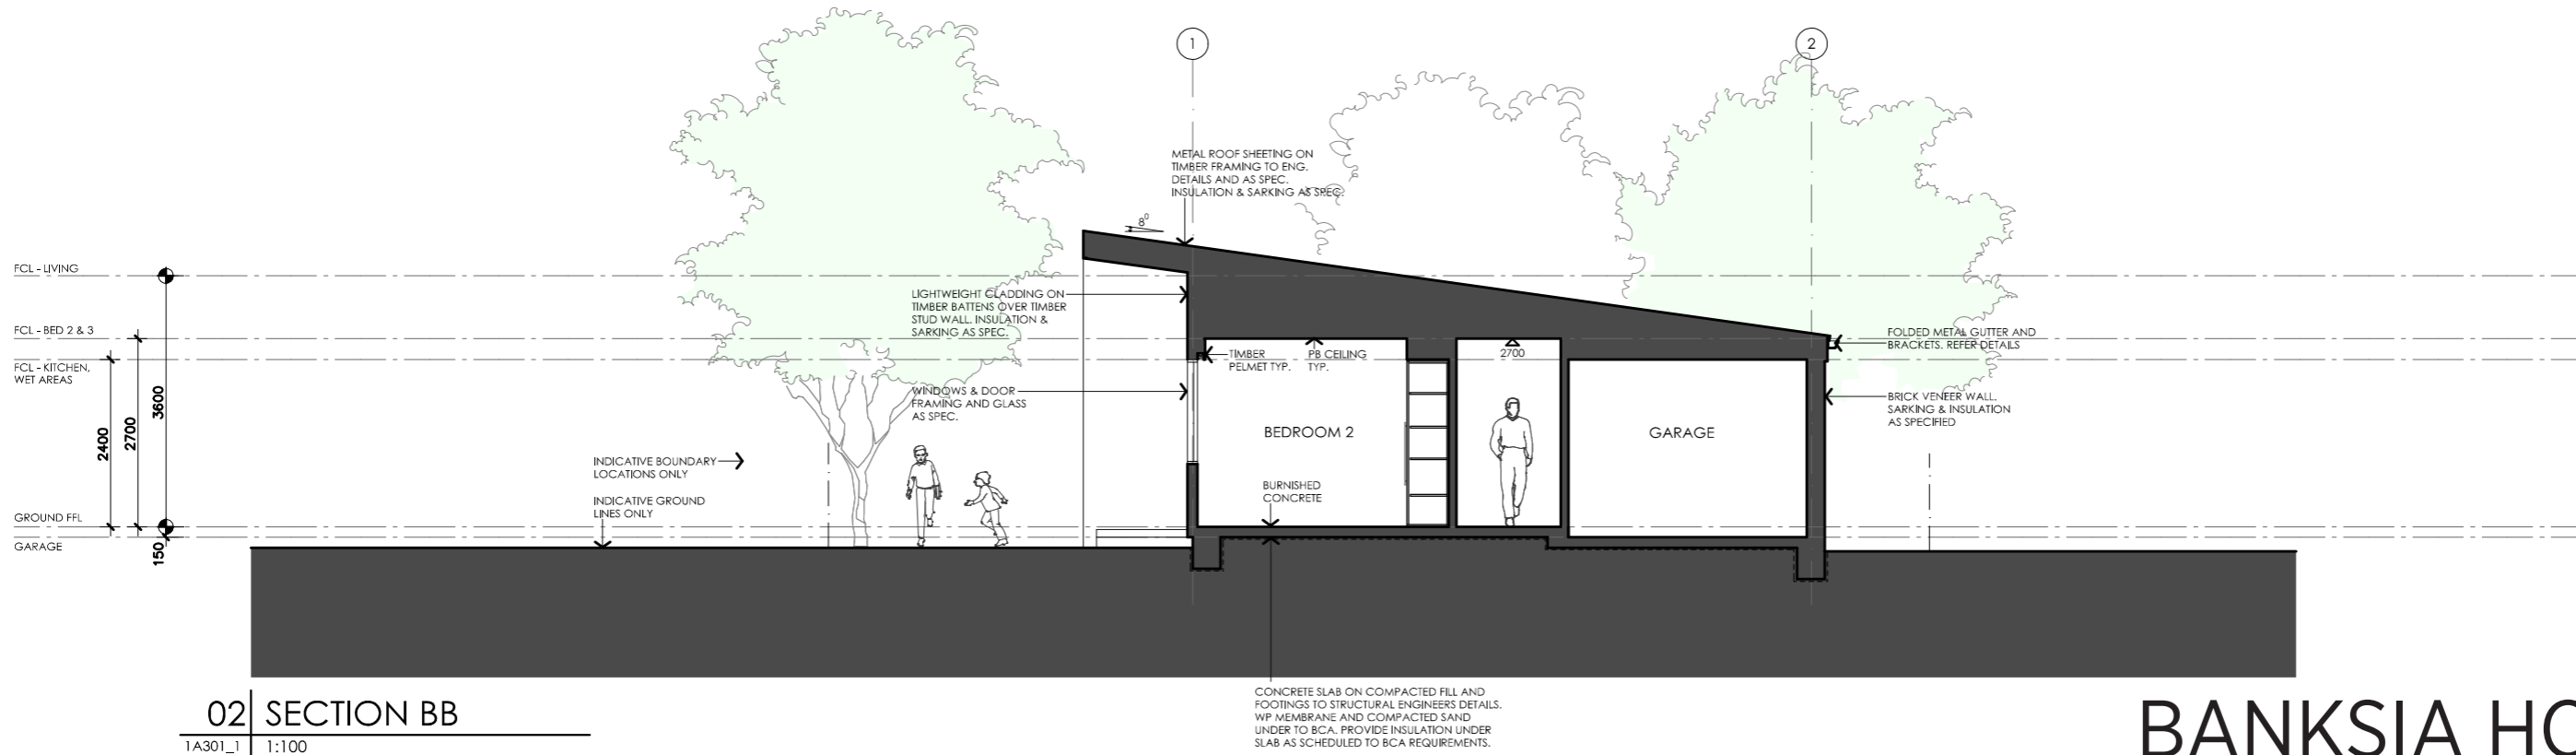 1
2
METAL ROOF SHEETING ON
TIMBER FRAMING TO ENG.
DETAILS AND AS SPEC.
INSULATION & SARKING AS SPEC.
8⁰
FCL - LIVING
LIGHTWEIGHT CLADDING ON
TIMBER BATTENS OVER TIMBER
STUD WALL. INSULATION &
SARKING AS SPEC.
FCL - BED 2 & 3
FOLDED METAL GUTTER AND
BRACKETS. REFER DETAILS
TIMBER
PELMET TYP.
PB CEILING
TYP.
2700
FCL - KITCHEN,
WET AREAS
WINDOWS & DOOR
FRAMING AND GLASS
AS SPEC.
BRICK VENEER WALL.
SARKING & INSULATION
AS SPECIFIED
2400
2700
3600
BEDROOM 2
GARAGE
INDICATIVE BOUNDARY
LOCATIONS ONLY
INDICATIVE GROUND
LINES ONLY
BURNISHED
CONCRETE
GROUND FFL
GARAGE
150
CONCRETE SLAB ON COMPACTED FILL AND
FOOTINGS TO STRUCTURAL ENGINEERS DETAILS.
WP MEMBRANE AND COMPACTED SAND
UNDER TO BCA. PROVIDE INSULATION UNDER
SLAB AS SCHEDULED TO BCA REQUIREMENTS.
02 SECTION BB
1A301_1 1:100
BANKSIA HO